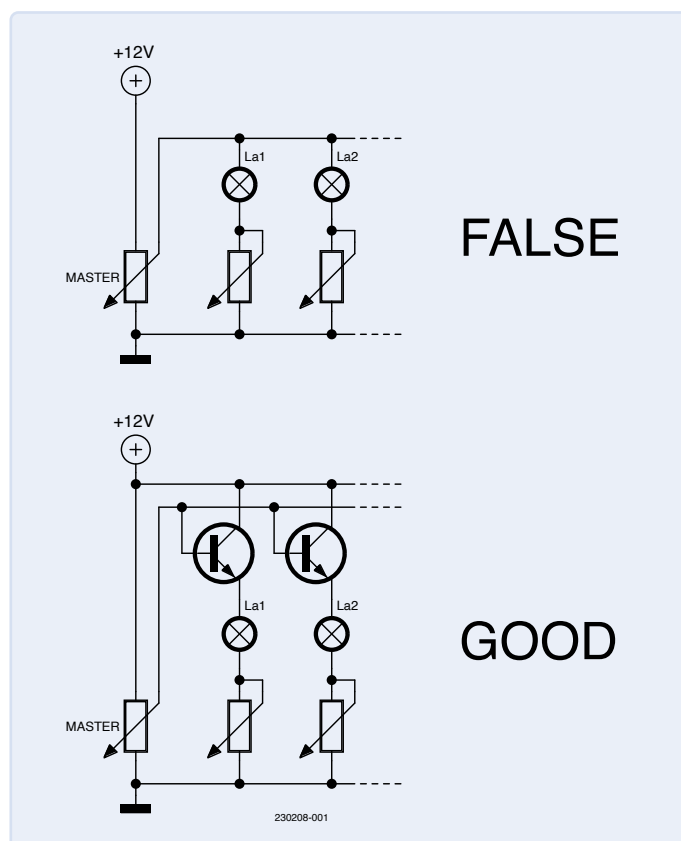 +12V
La1
La2
FALSE
MASTER
+12V
La1
La2
GOOD
MASTER
230208-001